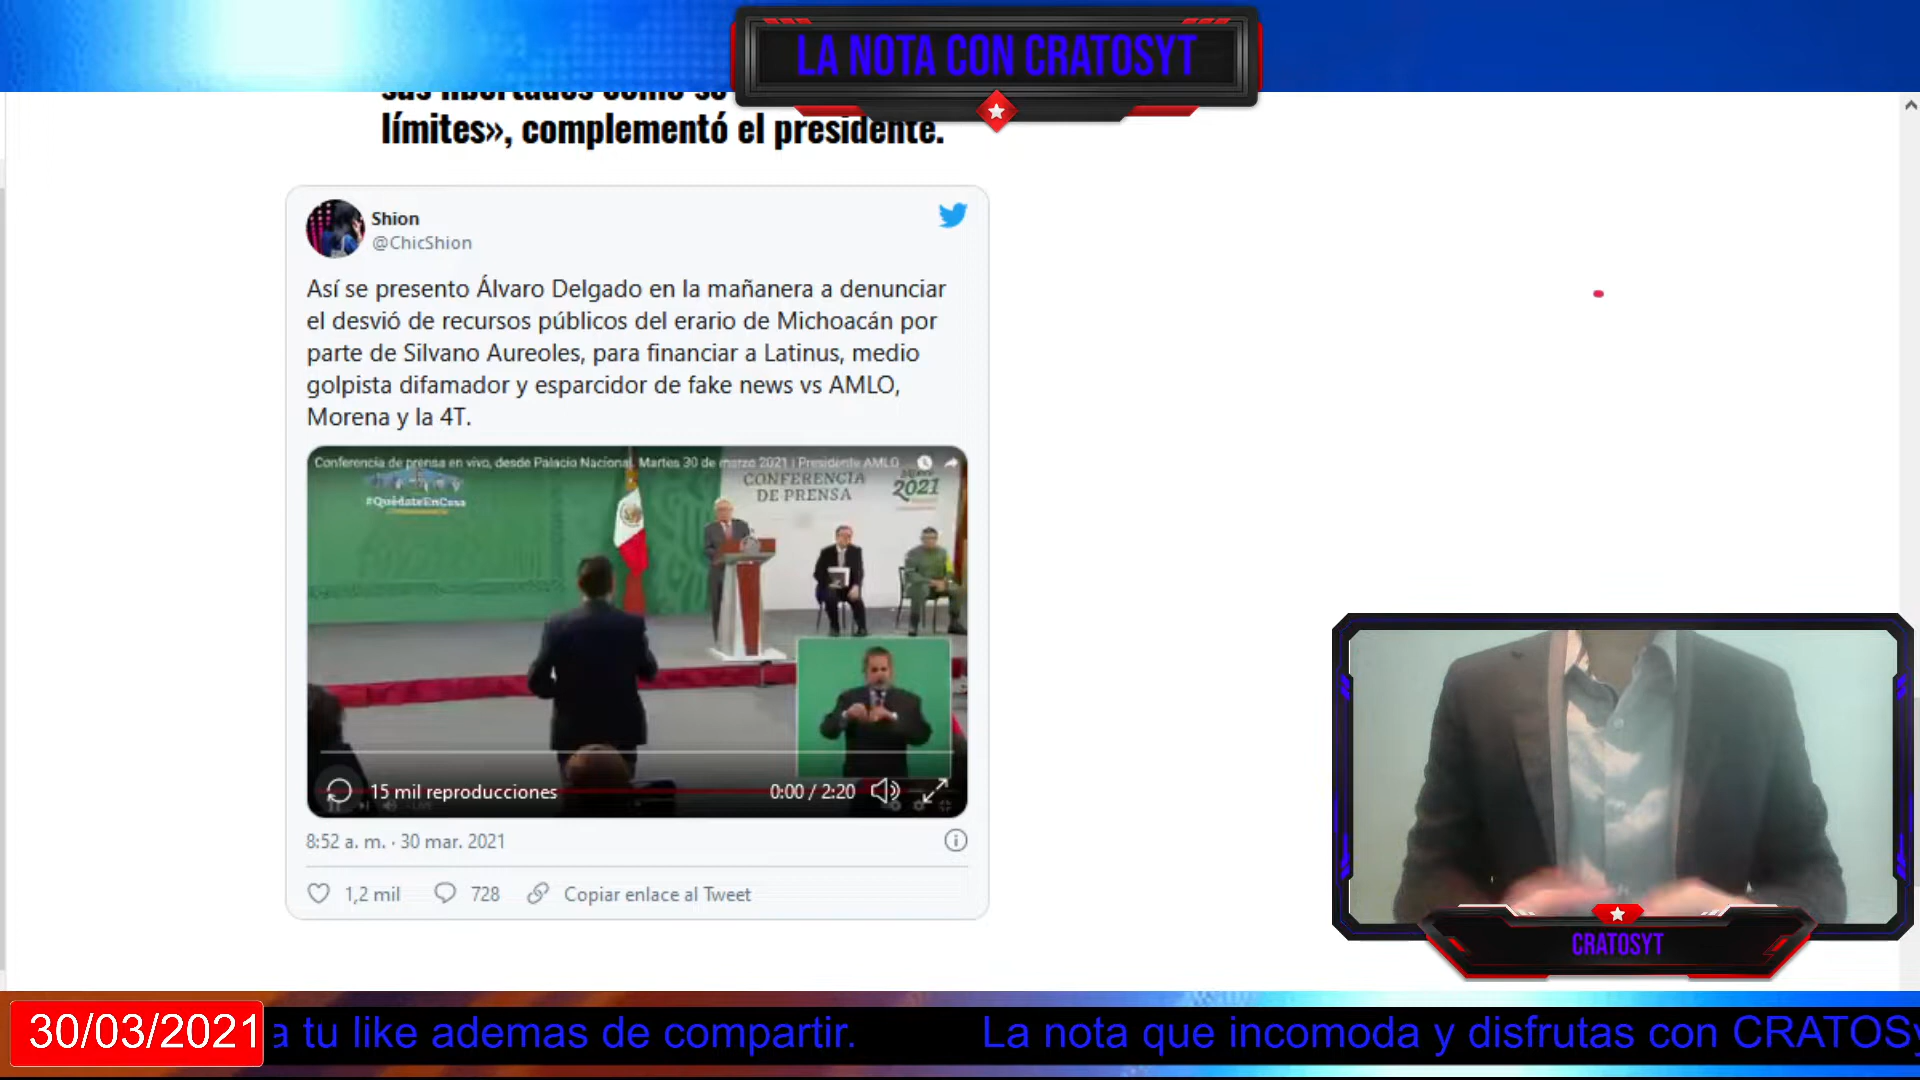 LA NOTA CON CRATOSYT
límites», complementó el presidente.
Shion
@ChicShion
Así se presento Álvaro Delgado en la mañanera a denunciar
el desvió de recursos públicos del erario de Michoacán por
parte de Silvano Aureoles, para financiar a Latinus, medio
golpista difamador y esparcidor de fake news vs AMLO,
Morena y la 4T.
Conferencia de prensa en vivo, desde Palacio Nacional. Martes 30 de marzo 2021 | Presidente AMLO
#QuédateEnCasa
CONFERENCIA
DE PRENSA
2021
15 mil reproducciones
0:00 / 2:20
8:52 a. m. · 30 mar. 2021
1,2 mil
728
Copiar enlace al Tweet
CRATOSYT
30/03/2021
a tu like ademas de compartir. La nota que incomoda y disfrutas con CRATOSy